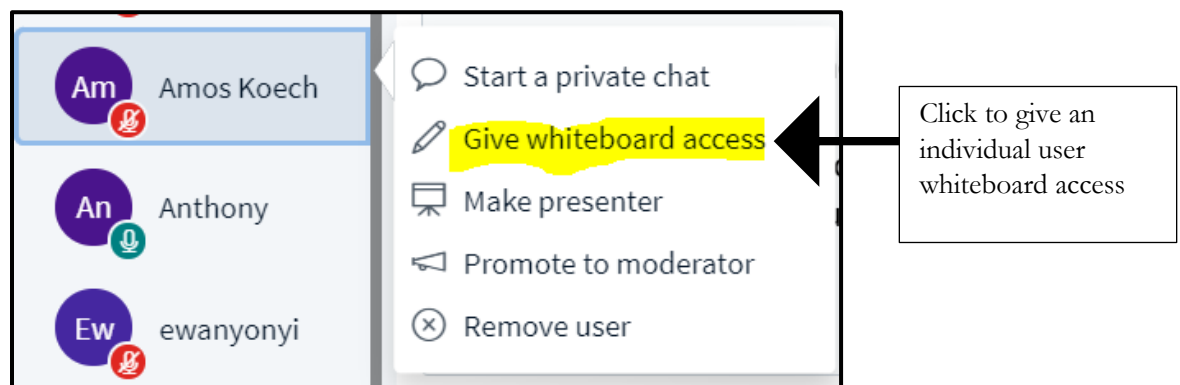 Am
Amos Koech
An
Anthony
Ew
ewanyonyi
Start a private chat
Give whiteboard access
Make presenter
Promote to moderator
Remove user
Click to give an
individual user
whiteboard access